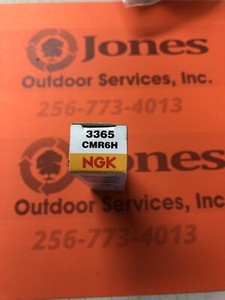 Jones
Outdoor Services, Inc.
256-773-4013
3365
CMR6H
NGK
Jones
Outdoor Services, Inc.
256-773-4013